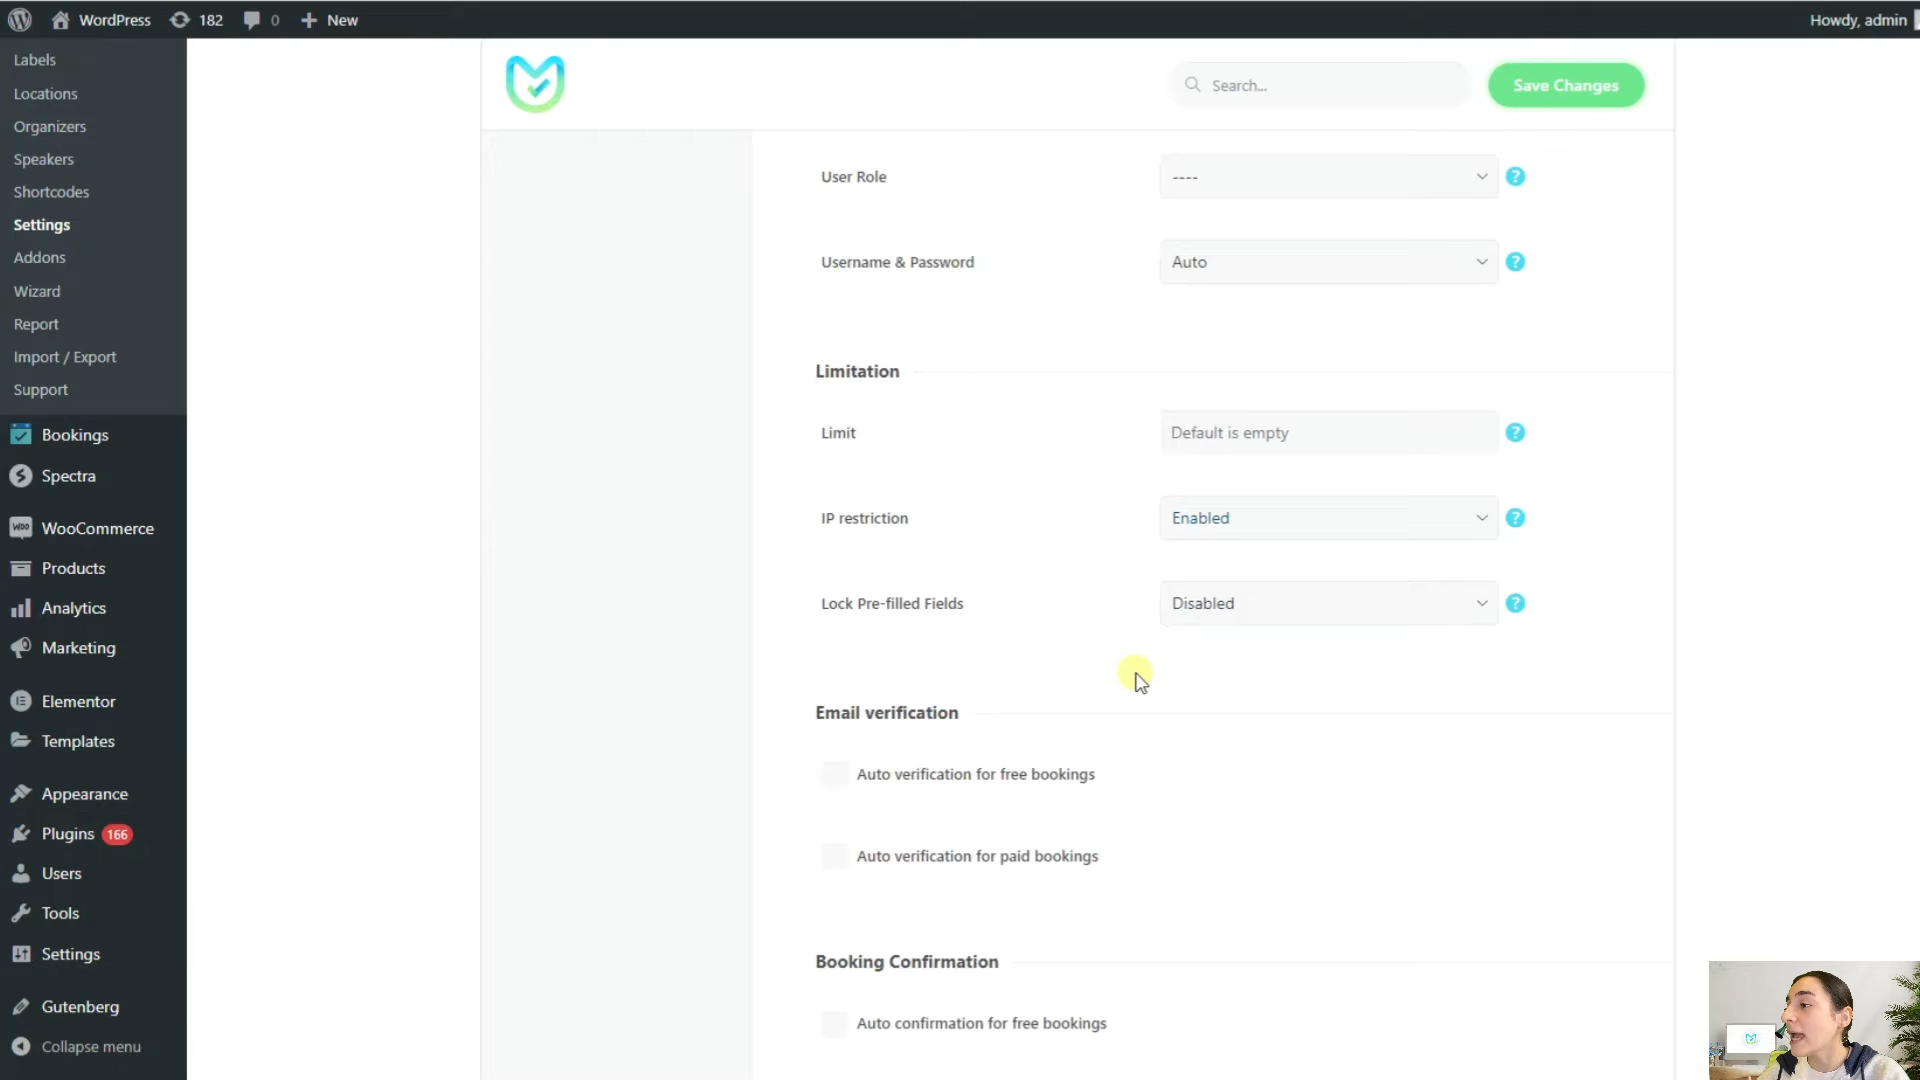 WordPress 182 0 New Howdy, admin
Labels
Locations
Organizers
Speakers
Shortcodes
Settings
Addons
Wizard
Report
Import / Export
Support
Bookings
Spectra
WooCommerce
Products
Analytics
Marketing
Elementor
Templates
Appearance
Plugins 166
Users
Tools
Settings
Gutenberg
Collapse menu
Search...
Save Changes
User Role ---- ?
Username & Password Auto ?
Limitation
Limit Default is empty ?
IP restriction Enabled ?
Lock Pre-filled Fields Disabled ?
Email verification
Auto verification for free bookings
Auto verification for paid bookings
Booking Confirmation
Auto confirmation for free bookings